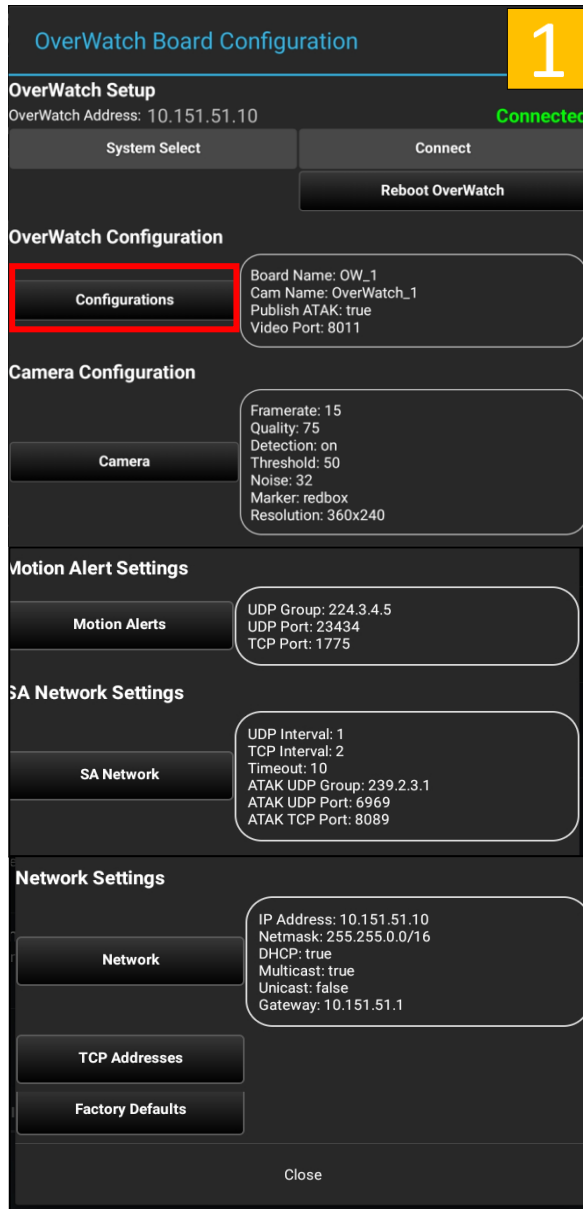 OverWatch Board Configuration
1
OverWatch Setup
OverWatch Address: 10.151.51.10
Connected
System Select
Connect
Reboot OverWatch
OverWatch Configuration
Configurations
Board Name: OW_1
Cam Name: OverWatch_1
Publish ATAK: true
Video Port: 8011
Camera Configuration
Camera
Framerate: 15
Quality: 75
Detection: on
Threshold: 50
Noise: 32
Marker: redbox
Resolution: 360x240
Motion Alert Settings
Motion Alerts
UDP Group: 224.3.4.5
UDP Port: 23434
TCP Port: 1775
SA Network Settings
SA Network
UDP Interval: 1
TCP Interval: 2
Timeout: 10
ATAK UDP Group: 239.2.3.1
ATAK UDP Port: 6969
ATAK TCP Port: 8089
Network Settings
Network
IP Address: 10.151.51.10
Netmask: 255.255.0.0/16
DHCP: true
Multicast: true
Unicast: false
Gateway: 10.151.51.1
TCP Addresses
Factory Defaults
Close